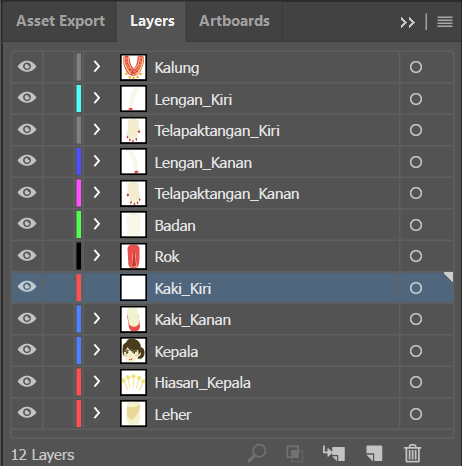 Asset Export Layers Artboards
Kalung
Lengan_Kiri
Telapaktangan_Kiri
Lengan_Kanan
Telapaktangan_Kanan
Badan
Rok
Kaki_Kiri
Kaki_Kanan
Kepala
Hiasan_Kepala
Leher
12 Layers